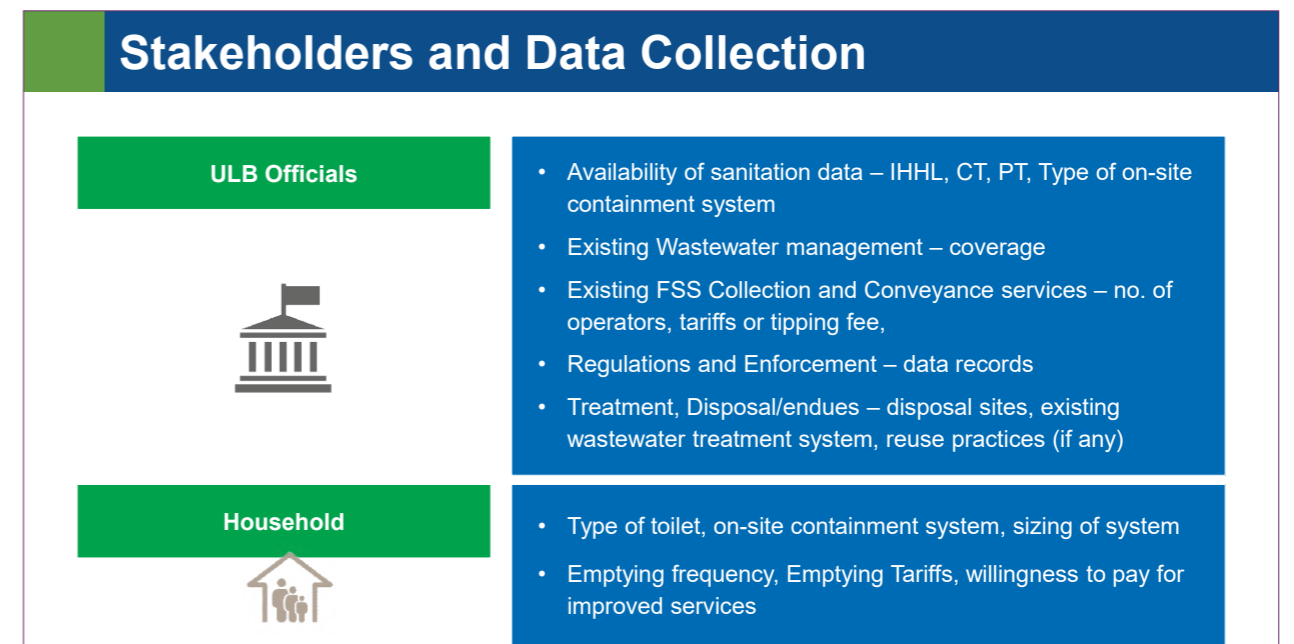 Stakeholders and Data Collection
ULB Officials
• Availability of sanitation data – IHHL, CT, PT, Type of on-site
containment system
• Existing Wastewater management – coverage
• Existing FSS Collection and Conveyance services – no. of
operators, tariffs or tipping fee,
• Regulations and Enforcement – data records
• Treatment, Disposal/endues – disposal sites, existing
wastewater treatment system, reuse practices (if any)
Household
• Type of toilet, on-site containment system, sizing of system
• Emptying frequency, Emptying Tariffs, willingness to pay for
improved services